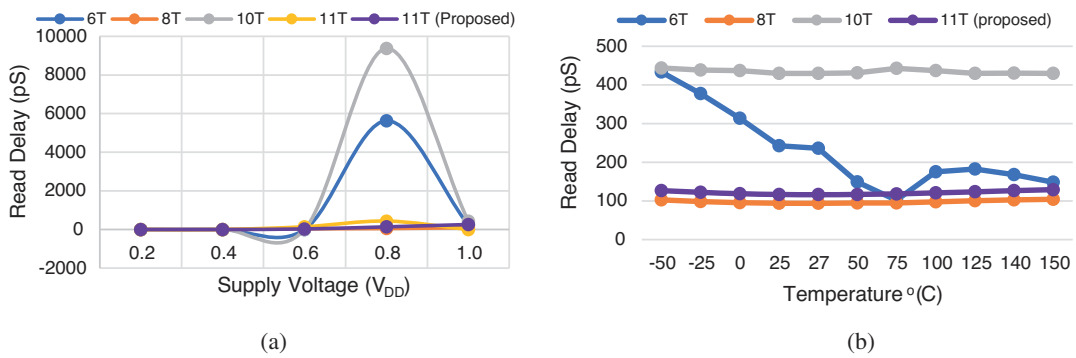 6T 8T 10T 11T 11T (Proposed)
10000
8000
6000
4000
2000
0
-2000
Read Delay (pS)
0.2 0.4 0.6 0.8 1.0
Supply Voltage (VDD)
(a)
6T 8T 10T 11T (proposed)
500
400
300
200
100
0
Read Delay (pS)
-50 -25 0 25 27 50 75 100 125 140 150
Temperature º(C)
(b)